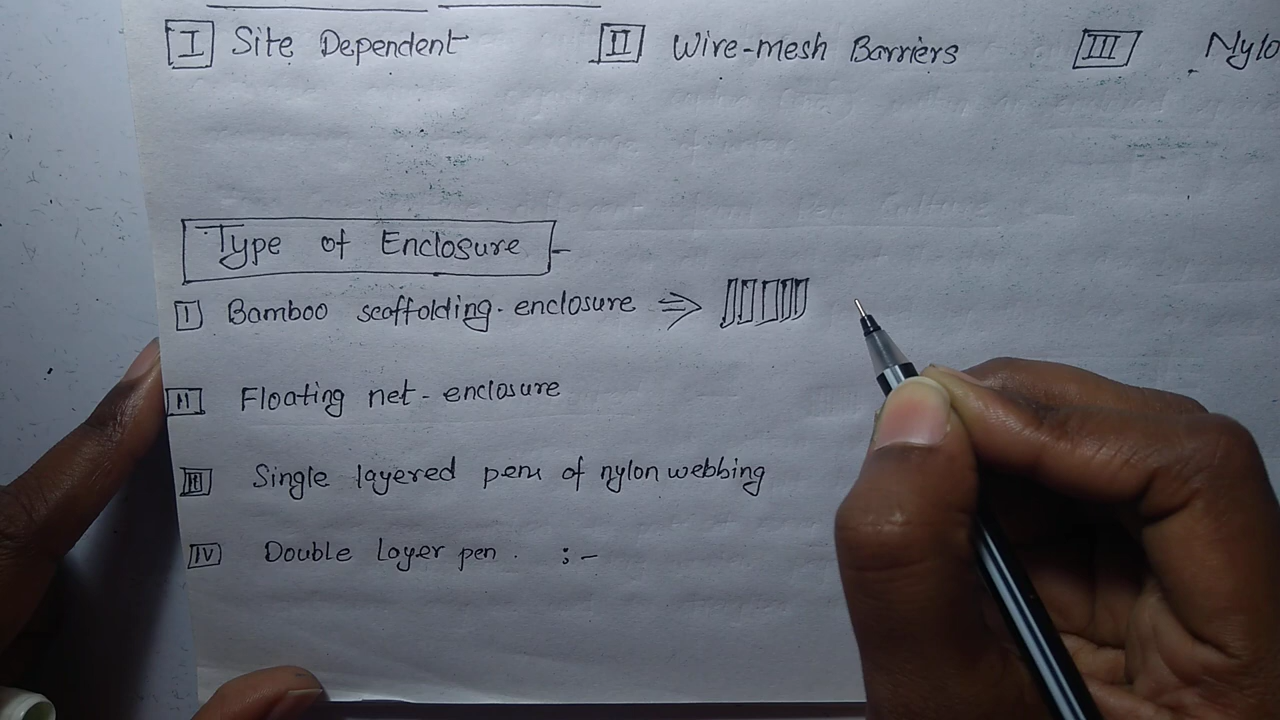 I Site Dependent II Wire-mesh Barriers III Nylo
Type of Enclosure -
I Bamboo scaffolding. enclosure ⇒
II Floating net - enclosure
III Single layered pens of nylon webbing
IV Double layer pen . : -